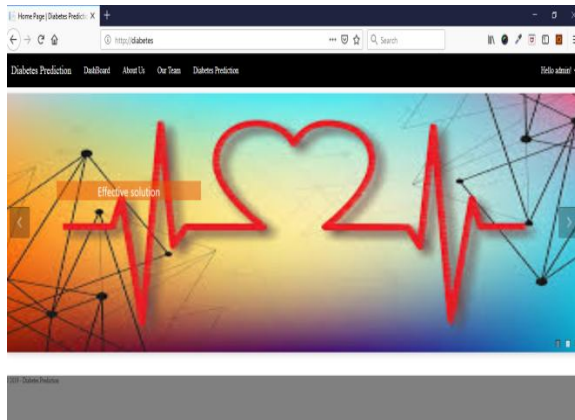 Home Page | Diabetes Predictio
http://diabetes
Search
Diabetes Prediction DashBoard About Us Our Team Diabetes Prediction Hello admin!
Effective solution
2019 - Diabetes Prediction